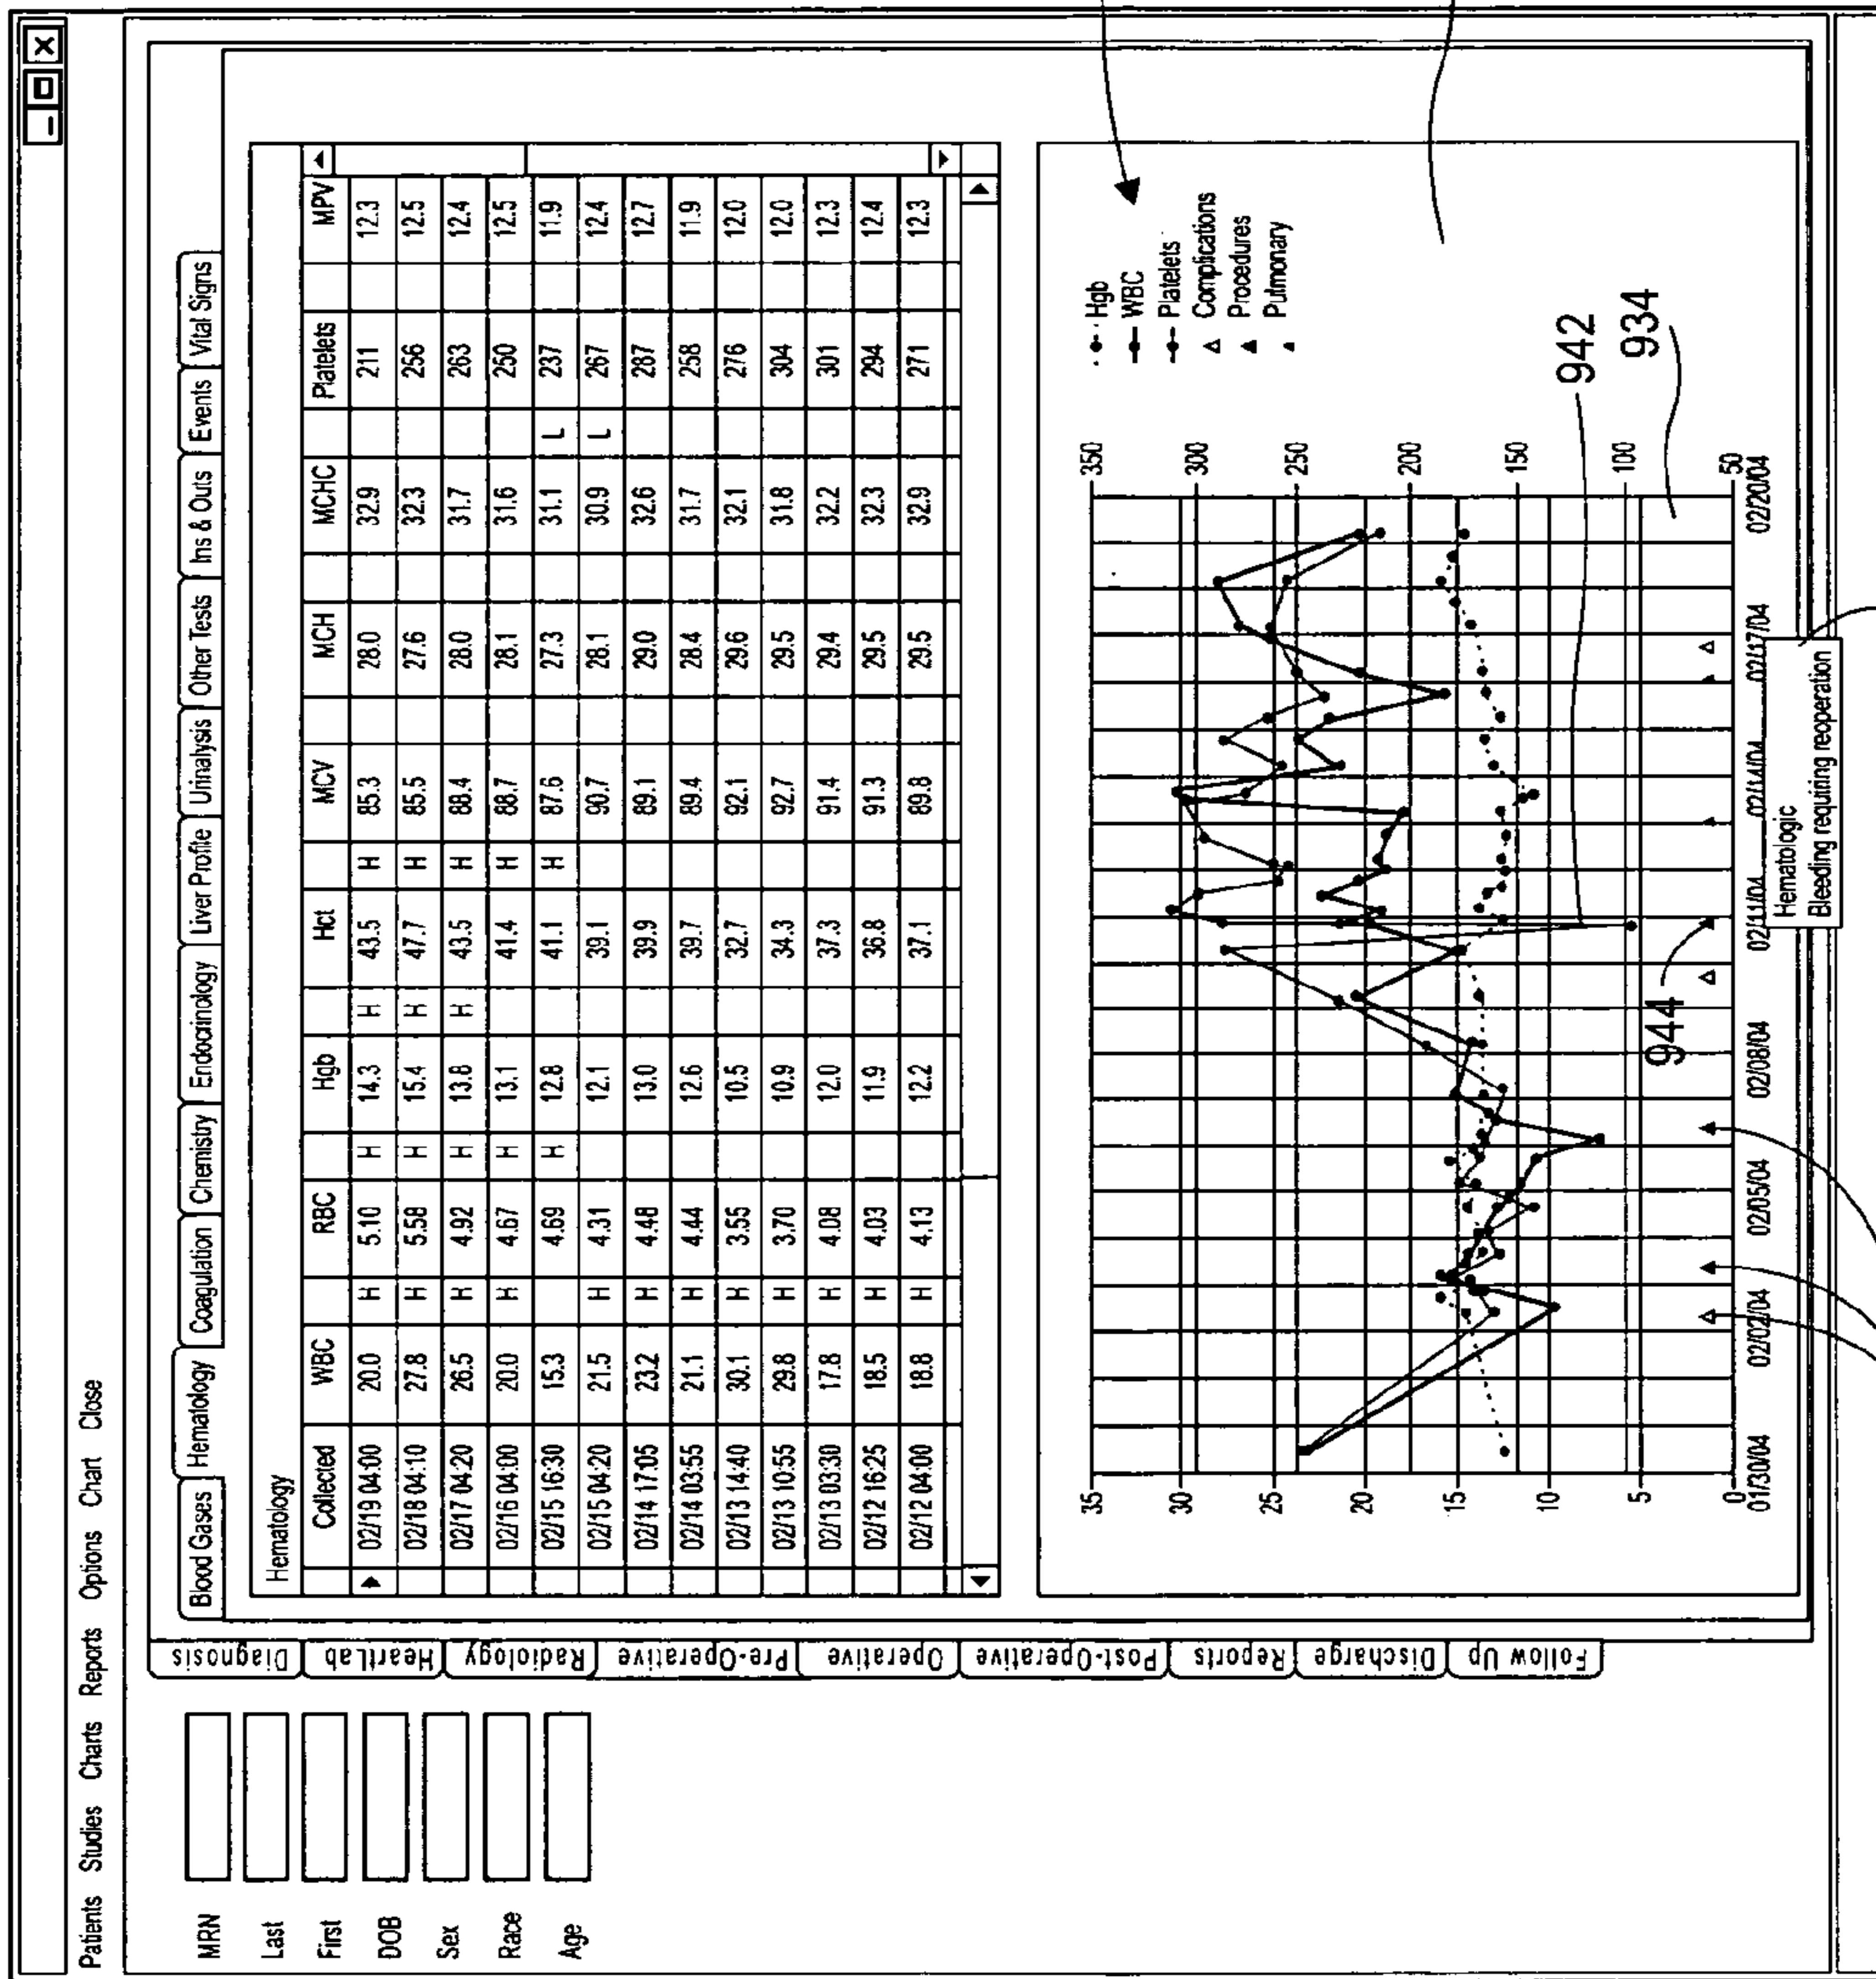 Patients Studies Charts Reports Options Chart Close
MRN
Last
First
DOB
Sex
Race
Age
Diagnosis
HeartLab
Radiology
Pre-Operative
Operative
Post-Operative
Reports
Discharge
Follow Up
Blood Gases Hematology Coagulation Chemistry Endocrinology Liver Profile Urinalysis Other Tests Ins & Outs Events Vital Signs
Hematology
Collected WBC RBC Hgb Hct MCV MCH MCHC Platelets MPV
02/19 04:00 20.0 H 5.10 H 14.3 H 43.5 H 85.3 28.0 32.9 211 12.3
02/18 04:10 27.8 H 5.58 H 15.4 H 47.7 H 85.5 27.6 32.3 256 12.5
02/17 04:20 26.5 H 4.92 H 13.8 H 43.5 H 88.4 28.0 31.7 263 12.4
02/16 04:00 20.0 H 4.67 H 13.1 41.4 H 88.7 28.1 31.6 250 12.5
02/15 16:30 15.3 4.69 H 12.8 41.1 H 87.6 27.3 31.1 L 237 11.9
02/15 04:20 21.5 H 4.31 12.1 39.1 90.7 28.1 30.9 L 267 12.4
02/14 17:05 23.2 H 4.48 13.0 39.9 89.1 29.0 32.6 287 12.7
02/14 03:55 21.1 H 4.44 12.6 39.7 89.4 28.4 31.7 258 11.9
02/13 14:40 30.1 H 3.55 10.5 32.7 92.1 29.6 32.1 276 12.0
02/13 10:55 29.8 H 3.70 10.9 34.3 92.7 29.5 31.8 304 12.0
02/13 03:30 17.8 H 4.08 12.0 37.3 91.4 29.4 32.2 301 12.3
02/12 16:25 18.5 H 4.03 11.9 36.8 91.3 29.5 32.3 294 12.4
02/12 04:00 18.8 H 4.13 12.2 37.1 89.8 29.5 32.9 271 12.3
35 350
30 300
25 250
20 200
15 150
10 100
5
0 50
01/30/04 02/02/04 02/05/04 02/08/04 02/11/04 02/14/04 02/17/04 02/20/04
Hgb
WBC
Platelets
Complications
Procedures
Pulmonary
942
934
944
Hematologic
Bleeding requiring reoperation